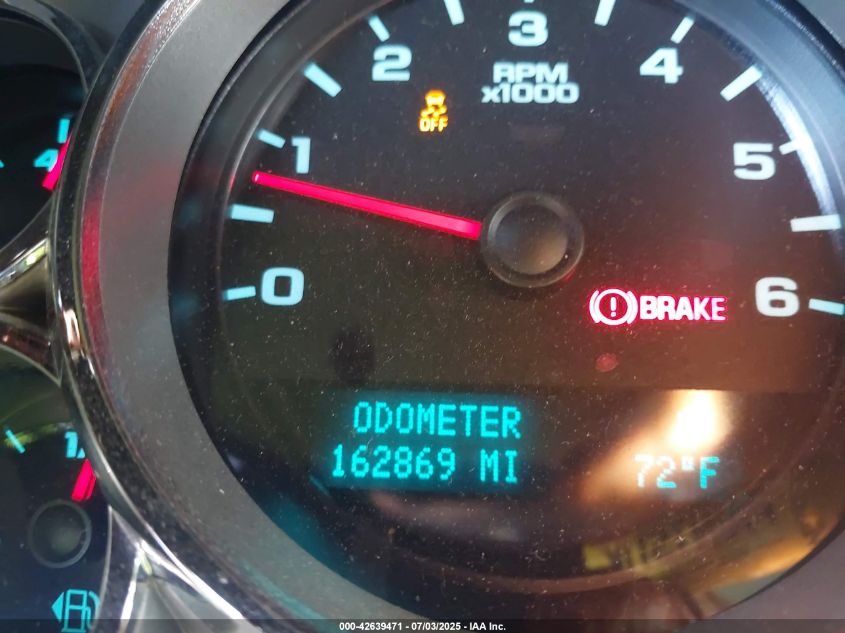 3
2
4
RPM
x1000
OFF
1
5
4
0
6
BRAKE
ODOMETER
162869 MI
72°F
000-42639471 - 07/03/2025 - IAA Inc.